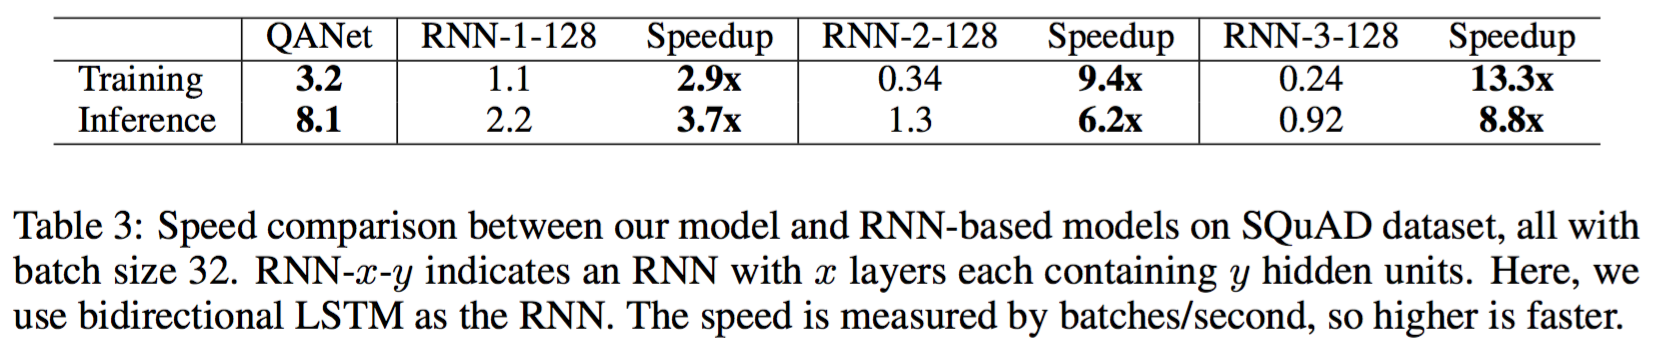 QANet RNN-1-128 Speedup RNN-2-128 Speedup RNN-3-128 Speedup
Training 3.2 1.1 2.9x 0.34 9.4x 0.24 13.3x
Inference 8.1 2.2 3.7x 1.3 6.2x 0.92 8.8x
Table 3: Speed comparison between our model and RNN-based models on SQuAD dataset, all with
batch size 32. RNN-x-y indicates an RNN with x layers each containing y hidden units. Here, we
use bidirectional LSTM as the RNN. The speed is measured by batches/second, so higher is faster.